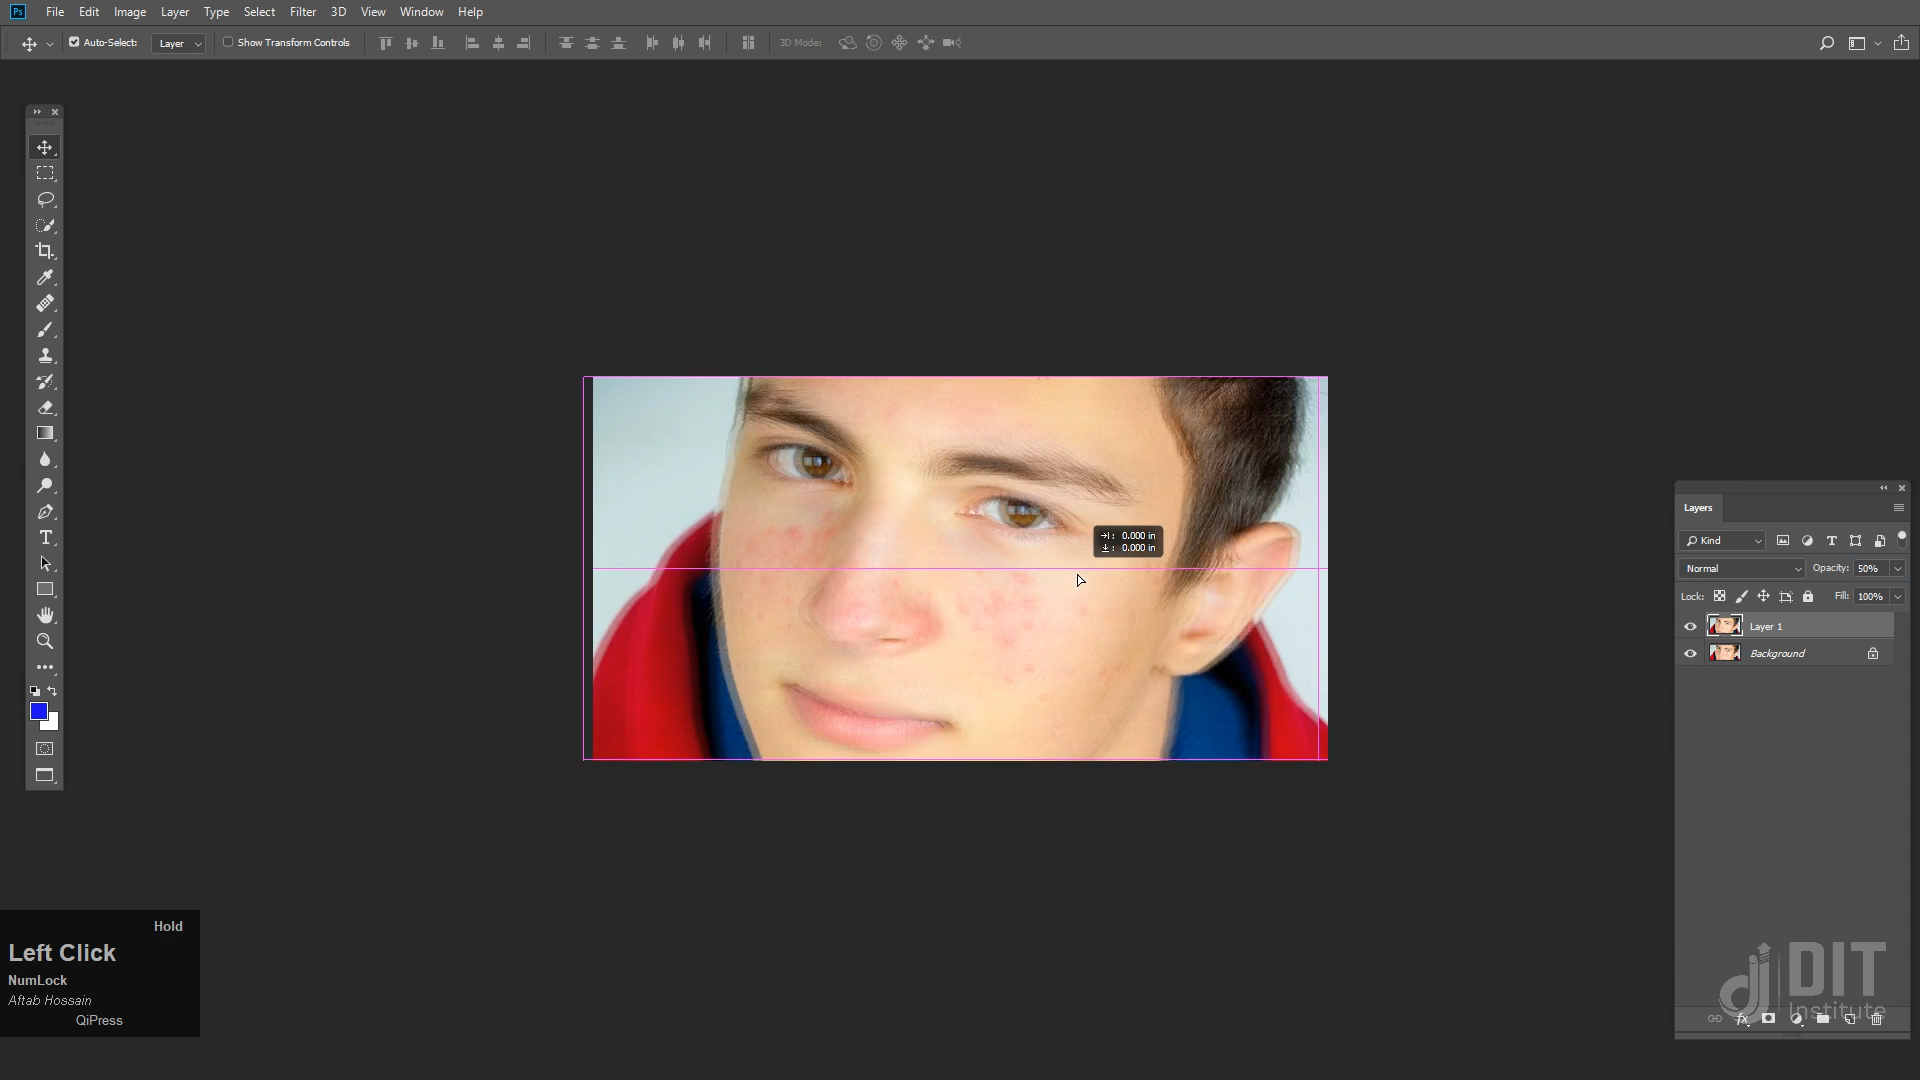 Ps File Edit Image Layer Type Select Filter 3D View Window Help
Auto-Select: Layer Show Transform Controls 3D Mode:
0.000 in
0.000 in
Layers
Kind
Normal Opacity: 50%
Lock: Fill: 100%
Layer 1
Background
T
fx
Hold
Left Click
NumLock
Aftab Hossain
QiPress
DIT
Institute